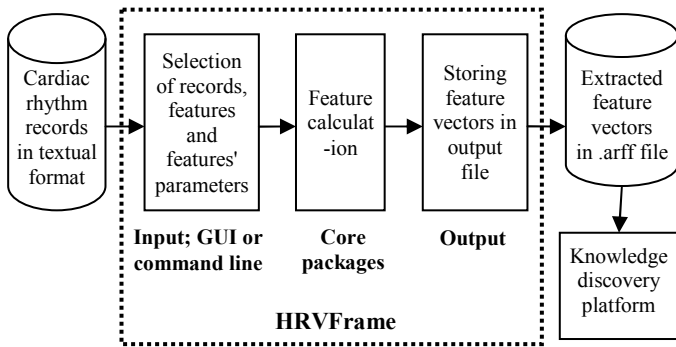 Cardiac
rhythm
records
in textual
format
Selection
of records,
features
and
features'
parameters
Feature
calculat
-ion
Storing
feature
vectors in
output
file
Extracted
feature
vectors
in .arff file
Input; GUI or
command line
Core
packages
Output
Knowledge
discovery
platform
HRVFrame